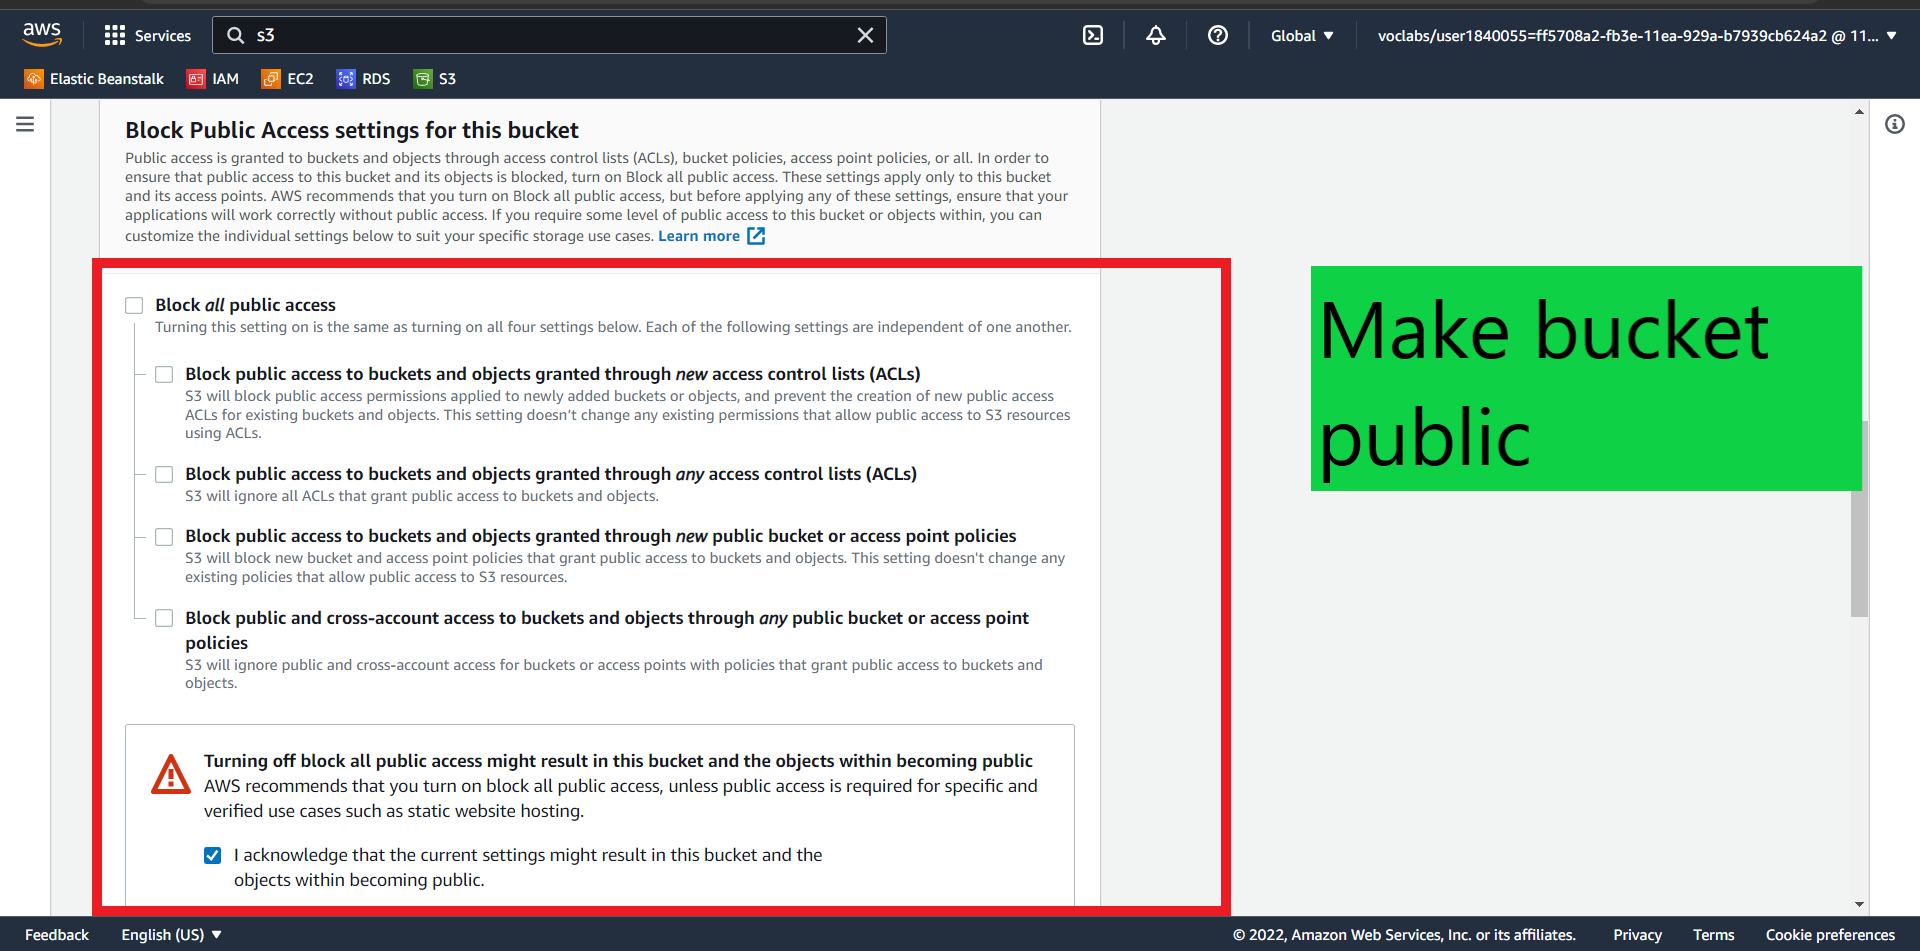 aws
Services
s3
Global
voclabs/user1840055=ff5708a2-fb3e-11ea-929a-b7939cb624a2 @ 11...
Elastic Beanstalk
IAM
EC2
RDS
S3
Block Public Access settings for this bucket
Public access is granted to buckets and objects through access control lists (ACLs), bucket policies, access point policies, or all. In order to
ensure that public access to this bucket and its objects is blocked, turn on Block all public access. These settings apply only to this bucket
and its access points. AWS recommends that you turn on Block all public access, but before applying any of these settings, ensure that your
applications will work correctly without public access. If you require some level of public access to this bucket or objects within, you can
customize the individual settings below to suit your specific storage use cases. Learn more
Block all public access
Turning this setting on is the same as turning on all four settings below. Each of the following settings are independent of one another.
Block public access to buckets and objects granted through new access control lists (ACLs)
S3 will block public access permissions applied to newly added buckets or objects, and prevent the creation of new public access
ACLs for existing buckets and objects. This setting doesn't change any existing permissions that allow public access to S3 resources
using ACLs.
Block public access to buckets and objects granted through any access control lists (ACLs)
S3 will ignore all ACLs that grant public access to buckets and objects.
Block public access to buckets and objects granted through new public bucket or access point policies
S3 will block new bucket and access point policies that grant public access to buckets and objects. This setting doesn't change any
existing policies that allow public access to S3 resources.
Block public and cross-account access to buckets and objects through any public bucket or access point
policies
S3 will ignore public and cross-account access for buckets or access points with policies that grant public access to buckets and
objects.
Turning off block all public access might result in this bucket and the objects within becoming public
AWS recommends that you turn on block all public access, unless public access is required for specific and
verified use cases such as static website hosting.
I acknowledge that the current settings might result in this bucket and the
objects within becoming public.
Make bucket
public
Feedback
English (US)
© 2022, Amazon Web Services, Inc. or its affiliates.
Privacy
Terms
Cookie preferences